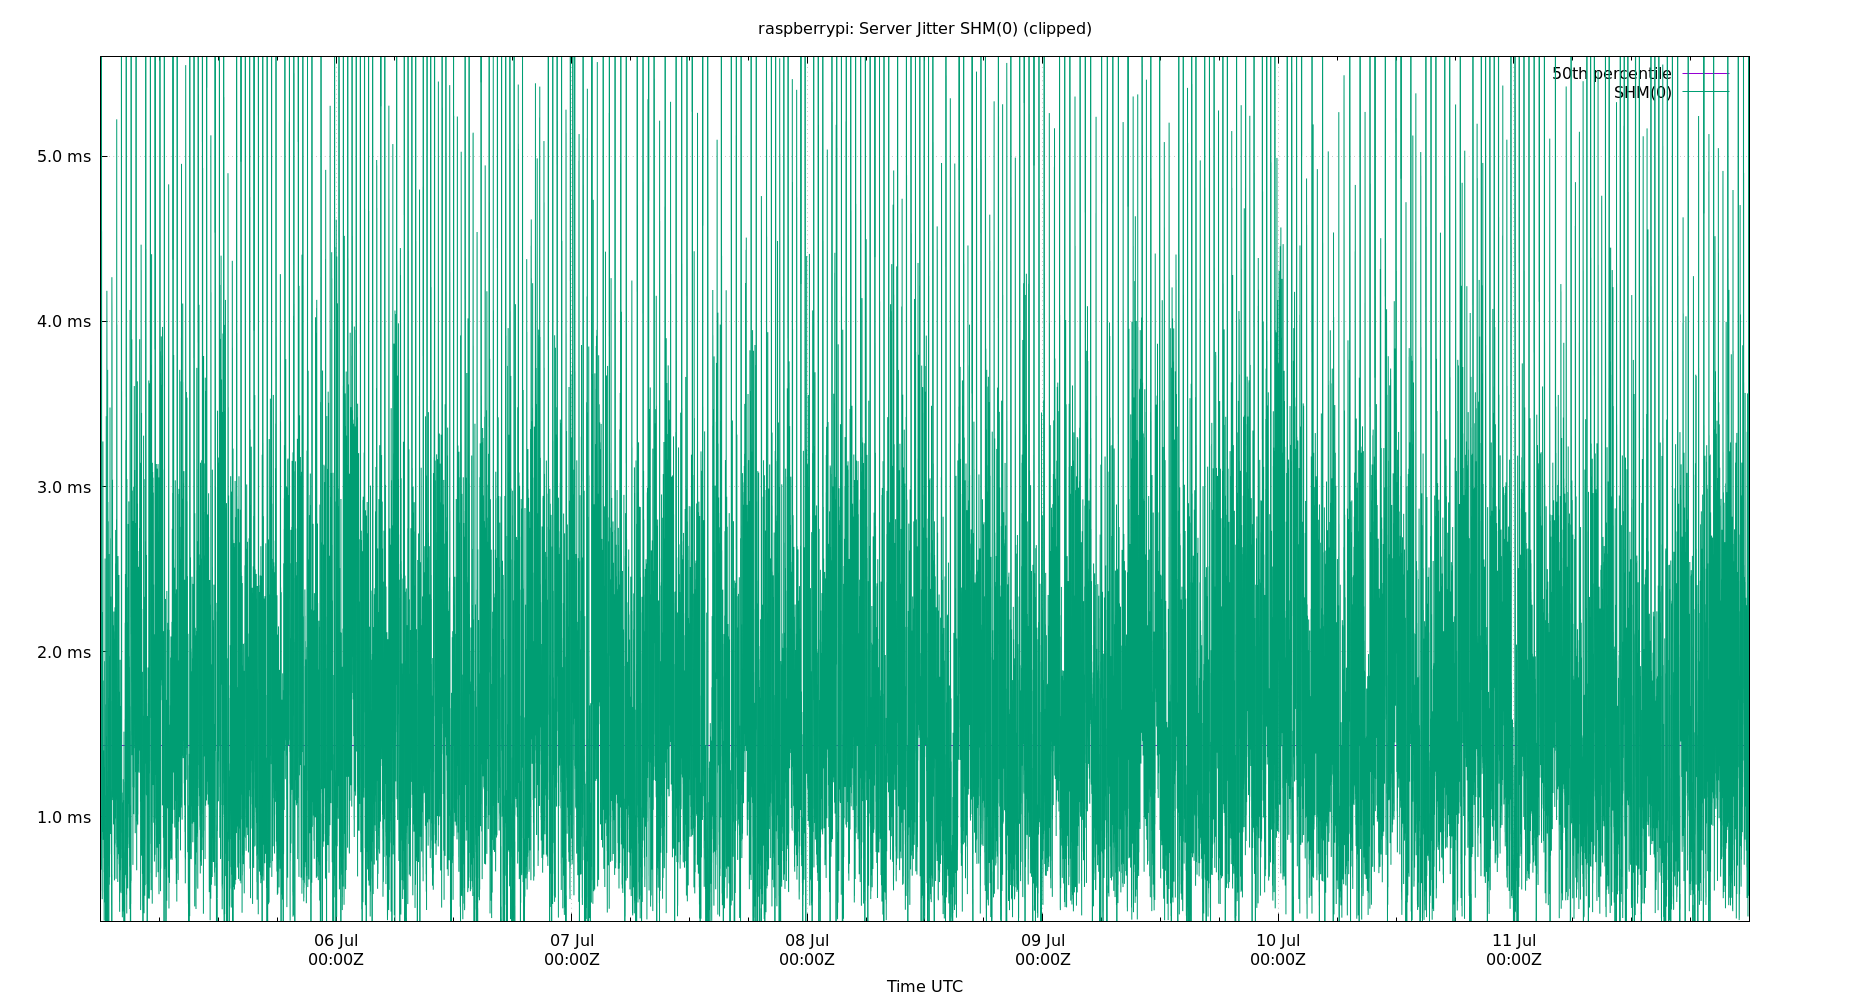 raspberrypi: Server Jitter SHM(0) (clipped)
50th percentile
SHM(0)
5.0 ms
4.0 ms
3.0 ms
2.0 ms
1.0 ms
06 Jul 07 Jul 08 Jul 09 Jul 10 Jul 11 Jul
00:00Z 00:00Z 00:00Z 00:00Z 00:00Z 00:00Z
Time UTC